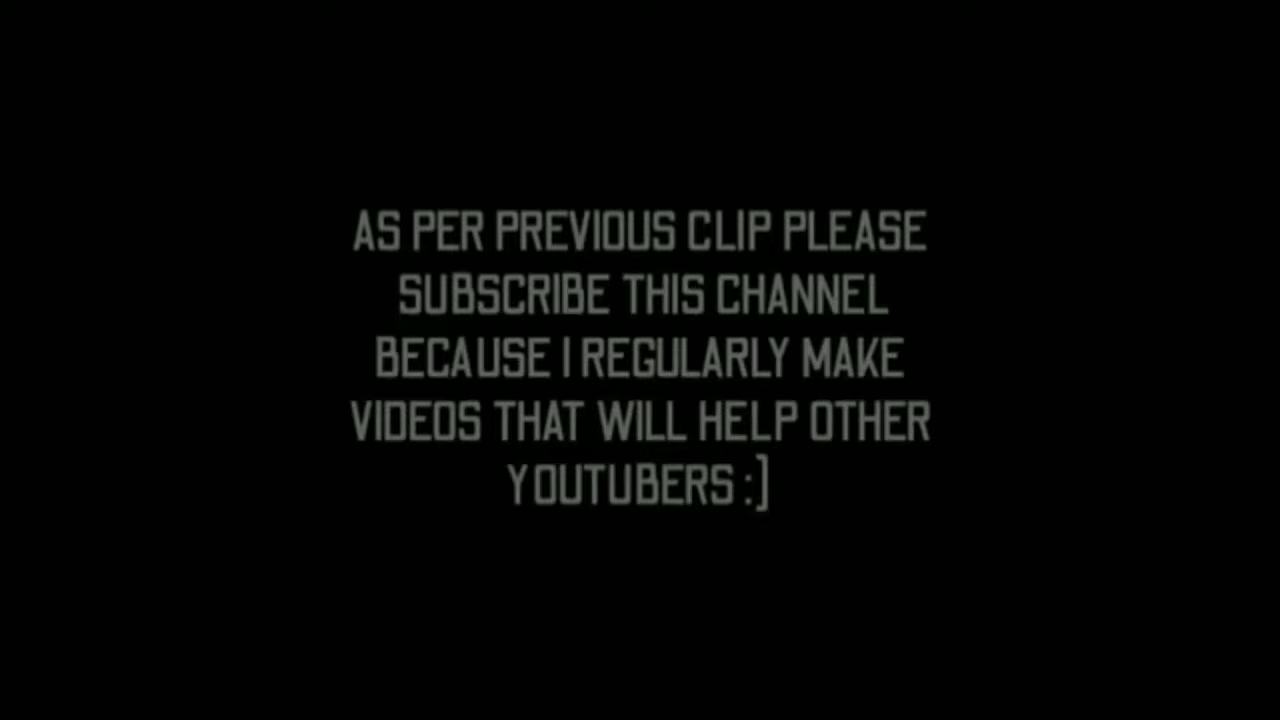 AS PER PREVIOUS CLIP PLEASE
SUBSCRIBE THIS CHANNEL
BECAUSE I REGULARLY MAKE
VIDEOS THAT WILL HELP OTHER
YOUTUBERS :]